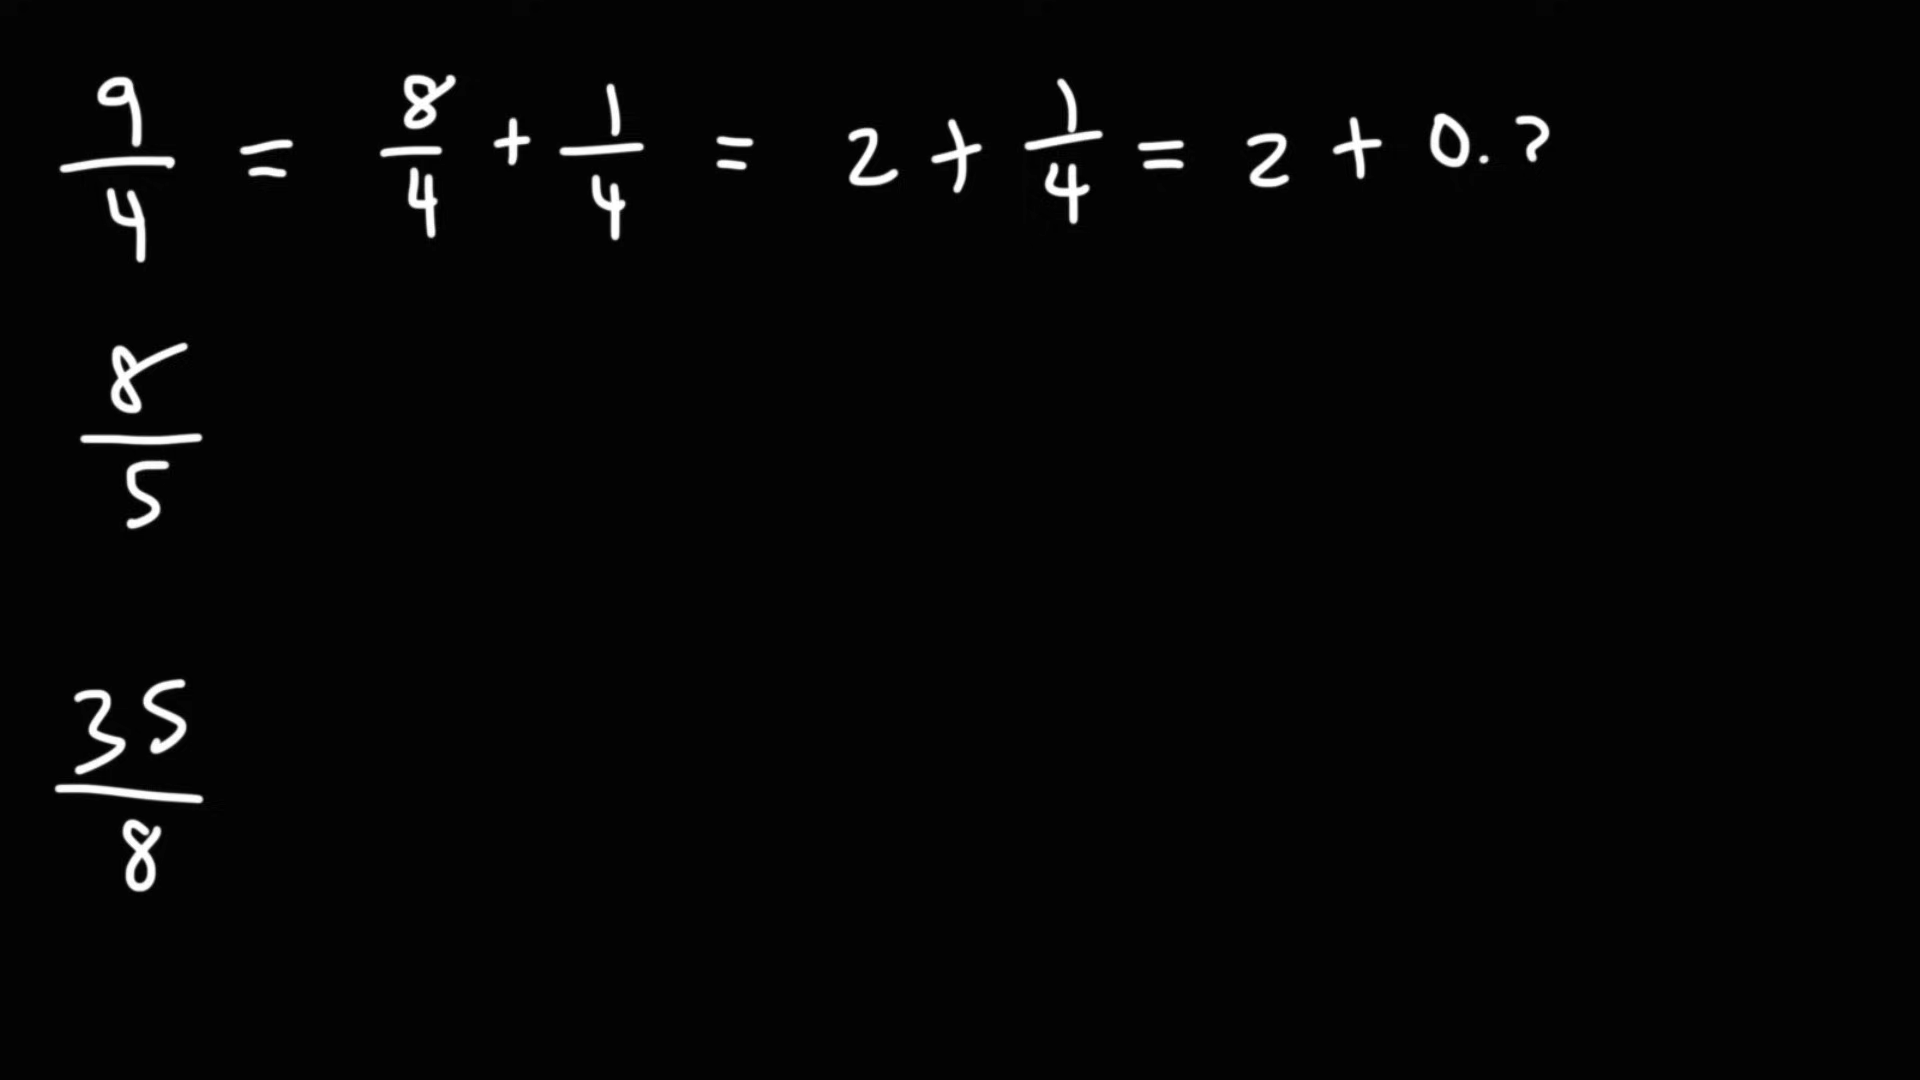 9/4 = 8/4 + 1/4 = 2 + 1/4 = 2 + 0.?
8/5
35/8